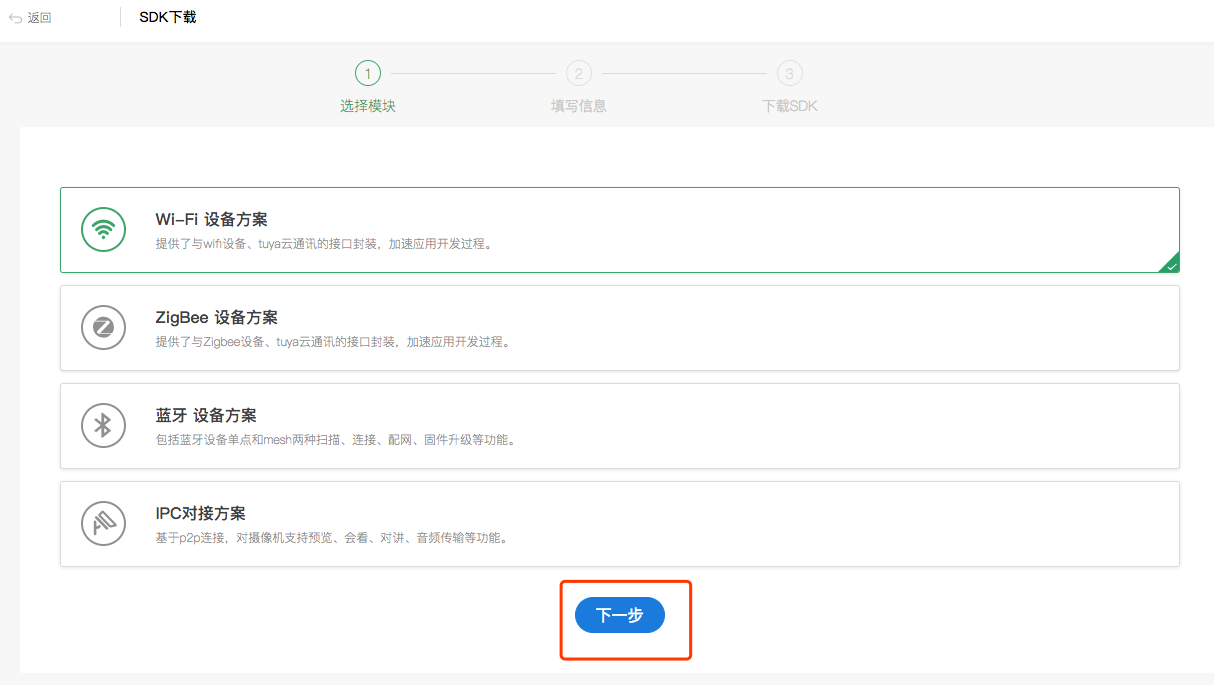 返回
SDK下载
1
2
3
选择模块
填写信息
下载SDK
Wi-Fi 设备方案
提供了与wifi设备、tuya云通讯的接口封装，加速应用开发过程。
ZigBee 设备方案
提供了与Zigbee设备、tuya云通讯的接口封装，加速应用开发过程。
蓝牙 设备方案
包括蓝牙设备单点和mesh两种扫描、连接、配网、固件升级等功能。
IPC对接方案
基于p2p连接，对摄像机支持预览、会看、对讲、音频传输等功能。
下一步